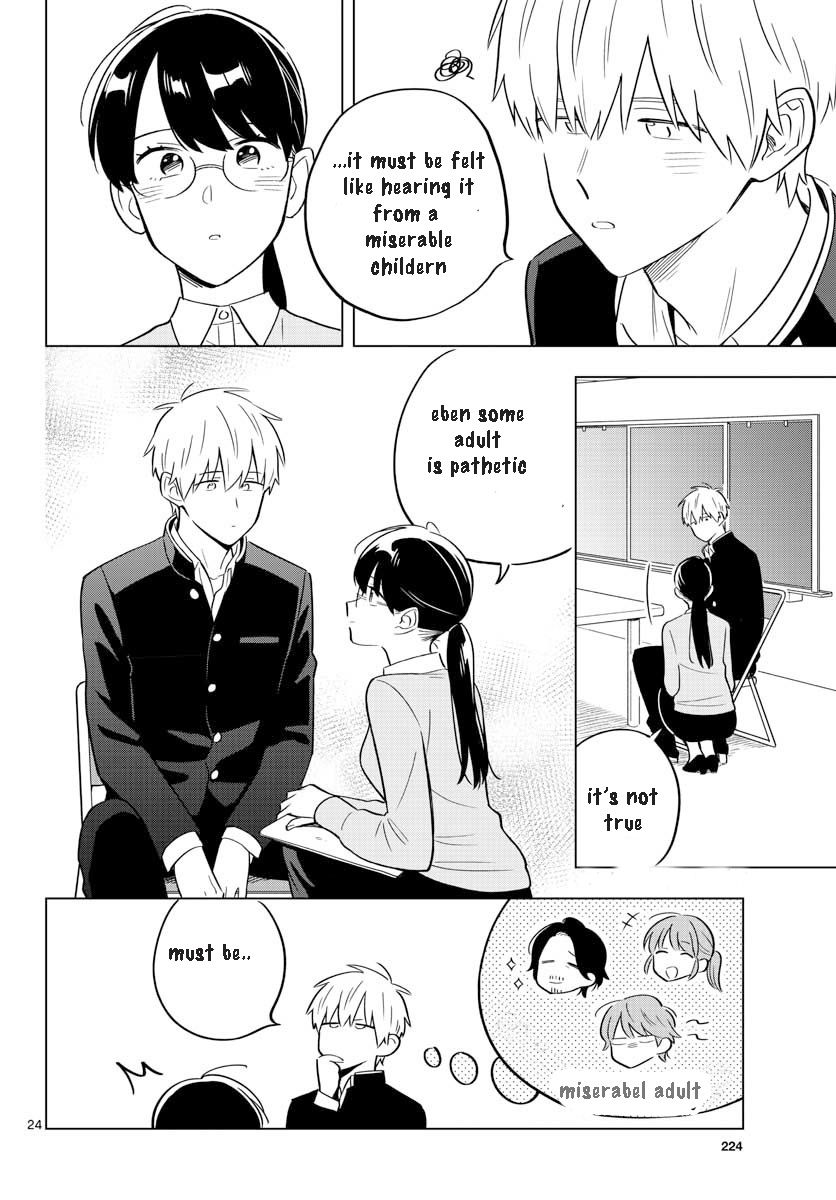 ...it must be felt
like hearing it
from a
miserable
childern
it's not
true
eben some
adult
is pathetic
must be..
miserabel adult
24
224